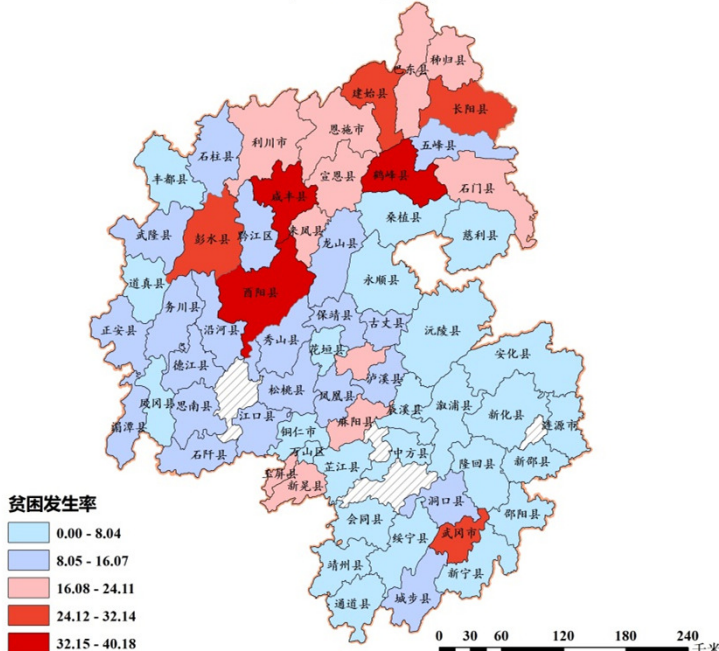 秭归县
巴东县
建始县
长阳县
恩施市
利川市
五峰县
石柱县
宣恩县
鹤峰县
丰都县
石门县
咸丰县
桑植县
慈利县
来凤县
武隆县
彭水县
黔江区
龙山县
永顺县
道真县
酉阳县
务川县
保靖县
古丈县
沅陵县
正安县
沿河县
秀山县
花垣县
安化县
德江县
泸溪县
凤冈县
思南县
松桃县
凤凰县
辰溪县
溆浦县
新化县
江口县
麻阳县
涟源市
湄潭县
铜仁市
石阡县
万山区
中方县
芷江县
隆回县
新邵县
玉屏县
新晃县
洞口县
会同县
邵阳县
绥宁县
武冈市
靖州县
新宁县
通道县
城步县
贫困发生率
0.00 - 8.04
8.05 - 16.07
16.08 - 24.11
24.12 - 32.14
32.15 - 40.18
0 30 60 120 180 240
千米